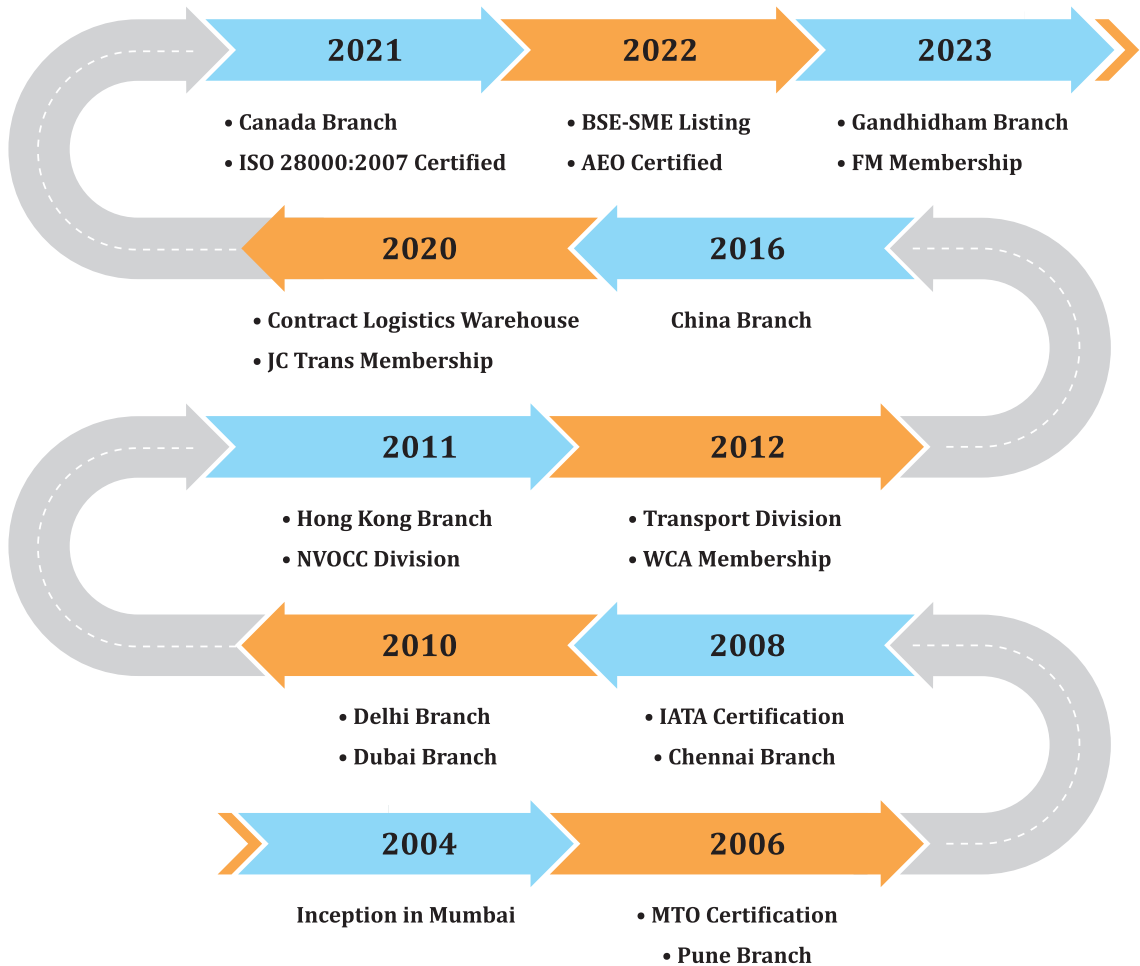 2021 2022 2023
• Canada Branch • BSE-SME Listing • Gandhidham Branch
• ISO 28000:2007 Certified • AEO Certified • FM Membership
2020 2016
• Contract Logistics Warehouse China Branch
• JC Trans Membership
2011 2012
• Hong Kong Branch • Transport Division
• NVOCC Division • WCA Membership
2010 2008
• Delhi Branch • IATA Certification
• Dubai Branch • Chennai Branch
2004 2006
Inception in Mumbai • MTO Certification
• Pune Branch